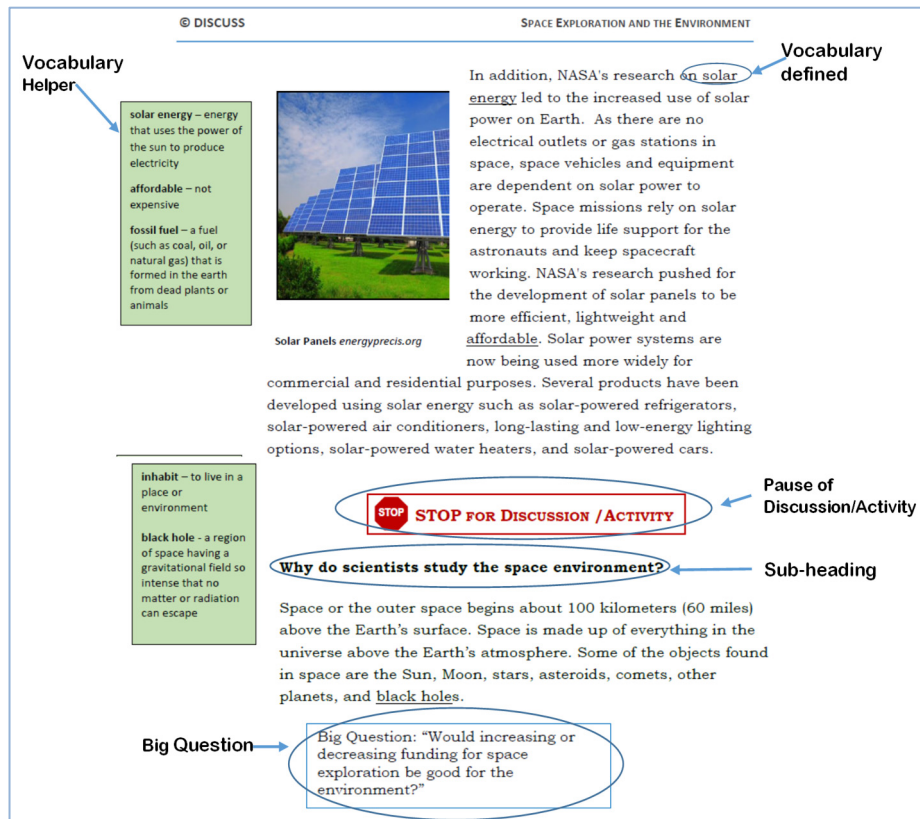 © DISCUSS
SPACE EXPLORATION AND THE ENVIRONMENT
Vocabulary
Helper
Vocabulary
defined
solar energy – energy
that uses the power of
the sun to produce
electricity
affordable – not
expensive
fossil fuel – a fuel
(such as coal, oil, or
natural gas) that is
formed in the earth
from dead plants or
animals
Solar Panels energyprecis.org
In addition, NASA's research on solar
energy led to the increased use of solar
power on Earth. As there are no
electrical outlets or gas stations in
space, space vehicles and equipment
are dependent on solar power to
operate. Space missions rely on solar
energy to provide life support for the
astronauts and keep spacecraft
working. NASA's research pushed for
the development of solar panels to be
more efficient, lightweight and
affordable. Solar power systems are
now being used more widely for
commercial and residential purposes. Several products have been
developed using solar energy such as solar-powered refrigerators,
solar-powered air conditioners, long-lasting and low-energy lighting
options, solar-powered water heaters, and solar-powered cars.
inhabit – to live in a
place or
environment
black hole - a region
of space having a
gravitational field so
intense that no
matter or radiation
can escape
STOP STOP FOR DISCUSSION /ACTIVITY
Pause of
Discussion/Activity
Why do scientists study the space environment?
Sub-heading
Space or the outer space begins about 100 kilometers (60 miles)
above the Earth's surface. Space is made up of everything in the
universe above the Earth's atmosphere. Some of the objects found
in space are the Sun, Moon, stars, asteroids, comets, other
planets, and black holes.
Big Question
Big Question: "Would increasing or
decreasing funding for space
exploration be good for the
environment?"